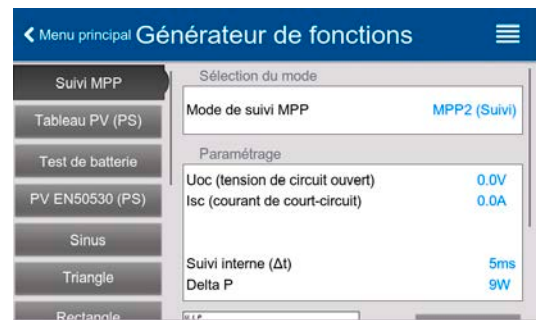 Menu principal Générateur de fonctions
Suivi MPP
Tableau PV (PS)
Test de batterie
PV EN50530 (PS)
Sinus
Triangle
Rectangle
Sélection du mode
Mode de suivi MPP MPP2 (Suivi)
Paramétrage
Uoc (tension de circuit ouvert) 0.0V
Isc (courant de court-circuit) 0.0A
Suivi interne (Δt) 5ms
Delta P 9W